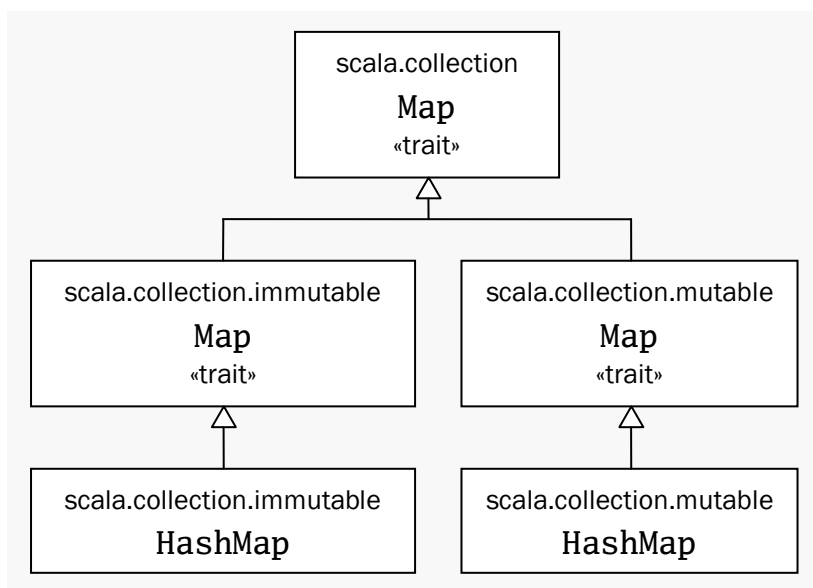 scala.collection
Map
«trait»
scala.collection.immutable
Map
«trait»
scala.collection.mutable
Map
«trait»
scala.collection.immutable
HashMap
scala.collection.mutable
HashMap